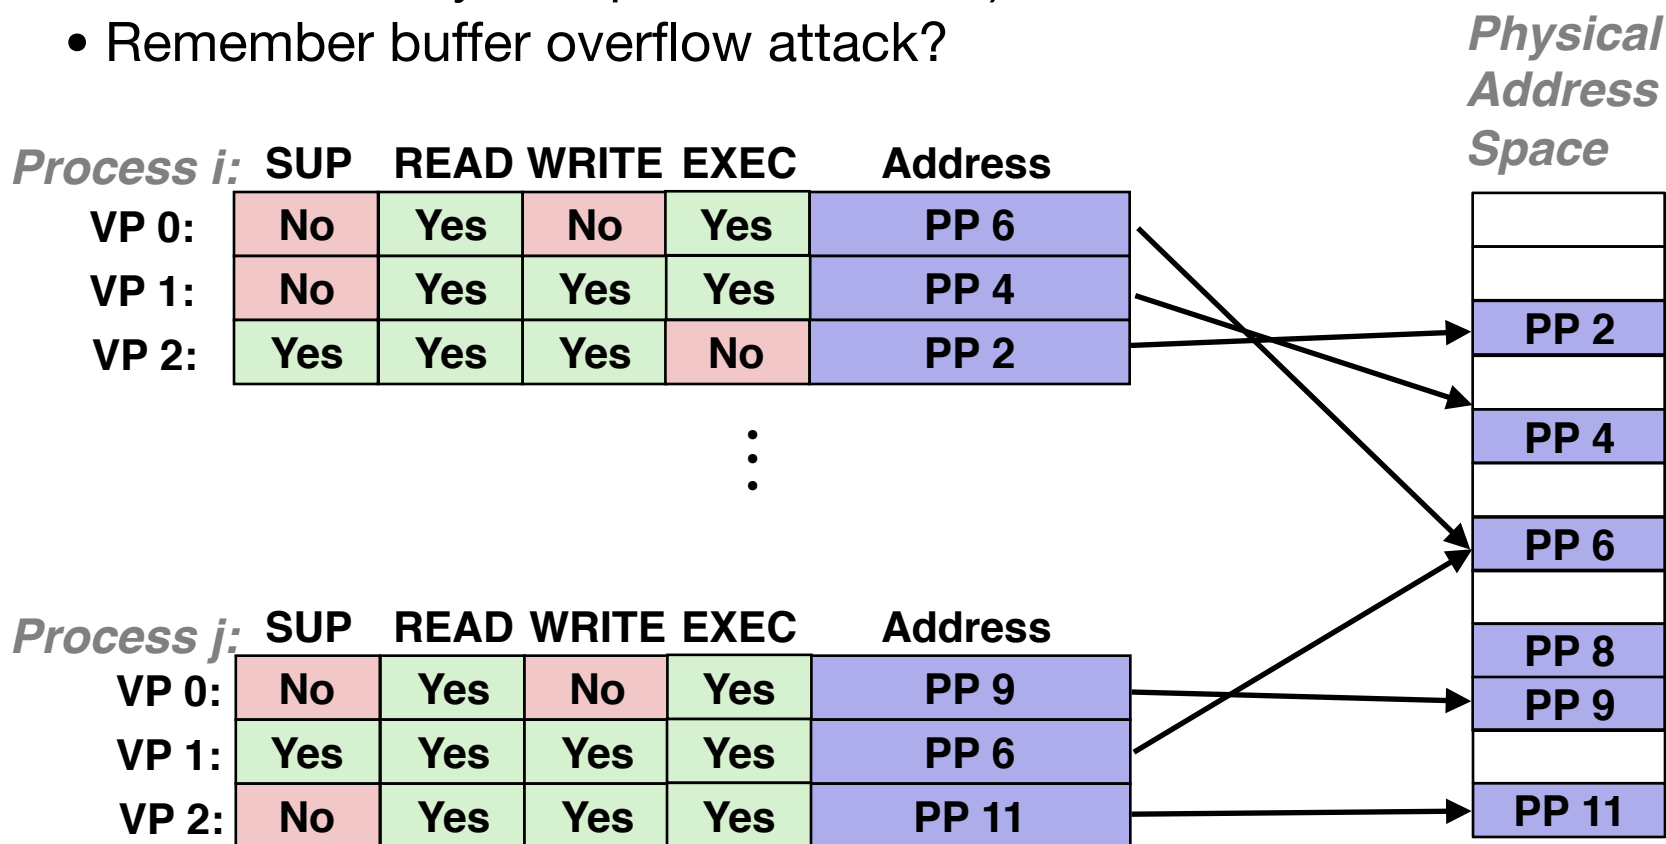 • Remember buffer overflow attack?
Physical
Address
Space
Process i: SUP READ WRITE EXEC Address
VP 0: No Yes No Yes PP 6
VP 1: No Yes Yes Yes PP 4
VP 2: Yes Yes Yes No PP 2
PP 2
PP 4
PP 6
PP 8
PP 9
PP 11
Process j: SUP READ WRITE EXEC Address
VP 0: No Yes No Yes PP 9
VP 1: Yes Yes Yes Yes PP 6
VP 2: No Yes Yes Yes PP 11